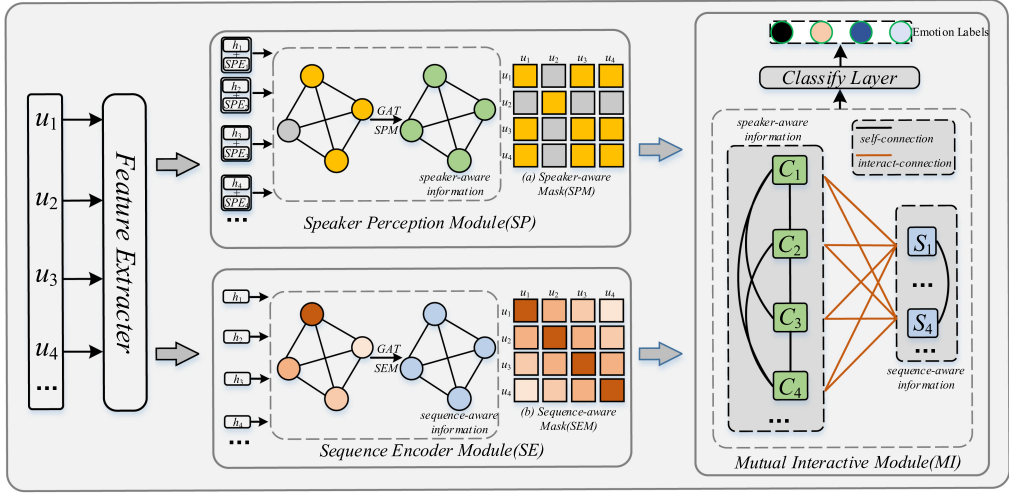 u1
u2
u3
u4
...
Feature Extracter
h1
+
SPE1
h2
+
SPE2
h3
+
SPE3
h4
+
SPE4
...
GAT
SPM
speaker-aware
information
u1 u2 u3 u4
u1
u2
u3
u4
(a) Speaker-aware
Mask(SPM)
Speaker Perception Module(SP)
h1
h2
h3
h4
...
GAT
SEM
sequence-aware
information
u1 u2 u3 u4
u1
u2
u3
u4
(b) Sequence-aware
Mask(SEM)
Sequence Encoder Module(SE)
Emotion Labels
Classify Layer
speaker-aware
information
self-connection
interact-connection
C1
C2
C3
C4
...
S1
...
S4
...
sequence-aware
information
Mutual Interactive Module(MI)